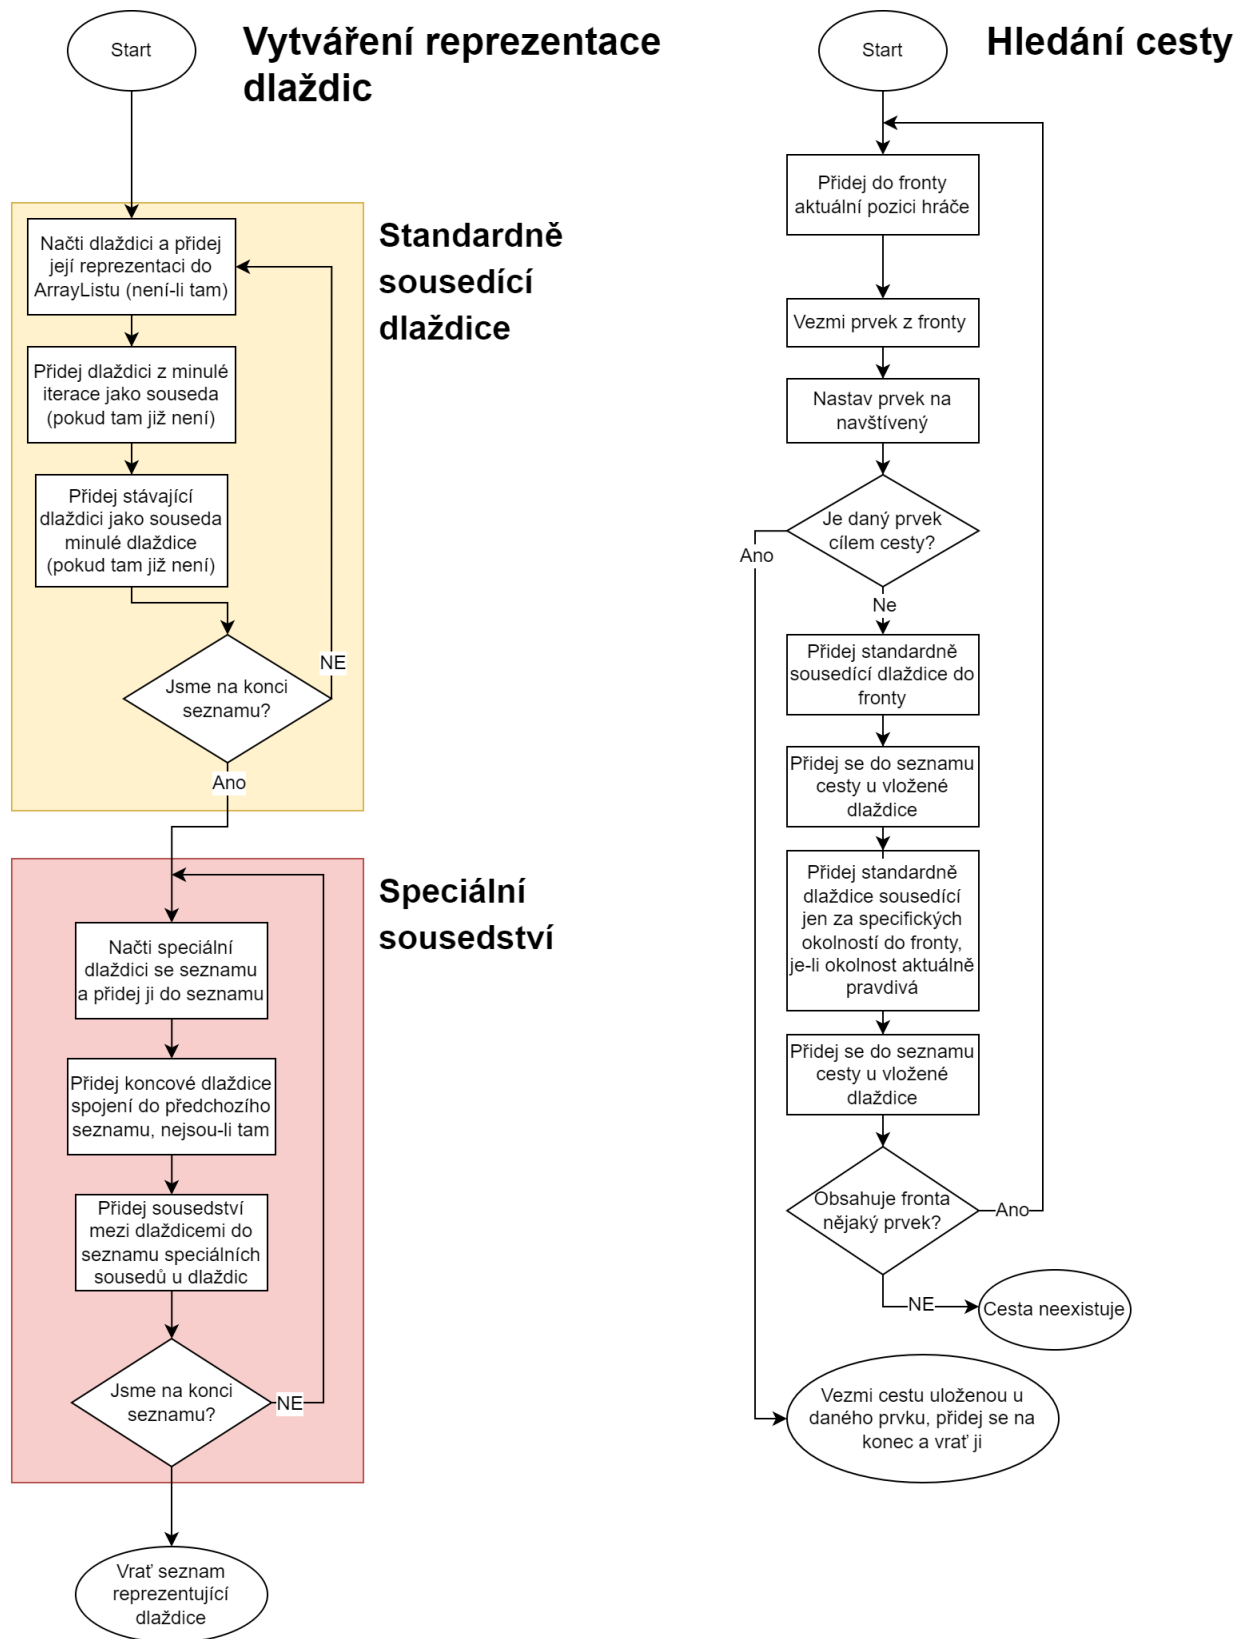 Start
Vytváření reprezentace
dlaždic
Načti dlaždici a přidej
její reprezentaci do
ArrayListu (není-li tam)
Standardně
sousedící
dlaždice
Přidej dlaždici z minulé
iterace jako souseda
(pokud tam již není)
Přidej stávající
dlaždici jako souseda
minulé dlaždice
(pokud tam již není)
Jsme na konci
seznamu?
NE
Ano
Speciální
sousedství
Načti speciální
dlaždici se seznamu
a přidej ji do seznamu
Přidej koncové dlaždice
spojení do předchozího
seznamu, nejsou-li tam
Přidej sousedství
mezi dlaždicemi do
seznamu speciálních
sousedů u dlaždic
Jsme na konci
seznamu?
NE
Vrať seznam
reprezentující
dlaždice
Start
Hledání cesty
Přidej do fronty
aktuální pozici hráče
Vezmi prvek z fronty
Nastav prvek na
navštívený
Je daný prvek
cílem cesty?
Ano
Ne
Přidej standardně
sousedící dlaždice do
fronty
Přidej se do seznamu
cesty u vložené
dlaždice
Přidej standardně
dlaždice sousedící
jen za specifických
okolností do fronty,
je-li okolnost aktuálně
pravdivá
Přidej se do seznamu
cesty u vložené
dlaždice
Obsahuje fronta
nějaký prvek?
Ano
NE
Cesta neexistuje
Vezmi cestu uloženou u
daného prvku, přidej se na
konec a vrať ji